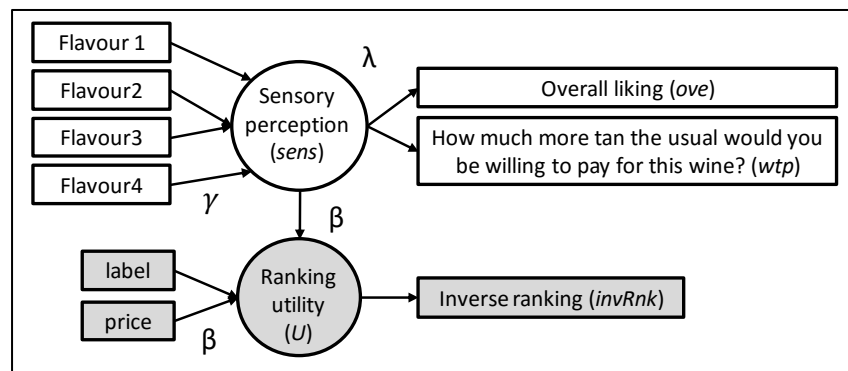 Flavour 1
Flavour2
Flavour3
Flavour4
γ
Sensory
perception
(sens)
λ
Overall liking (ove)
How much more tan the usual would you
be willing to pay for this wine? (wtp)
β
label
price
β
Ranking
utility
(U)
Inverse ranking (invRnk)